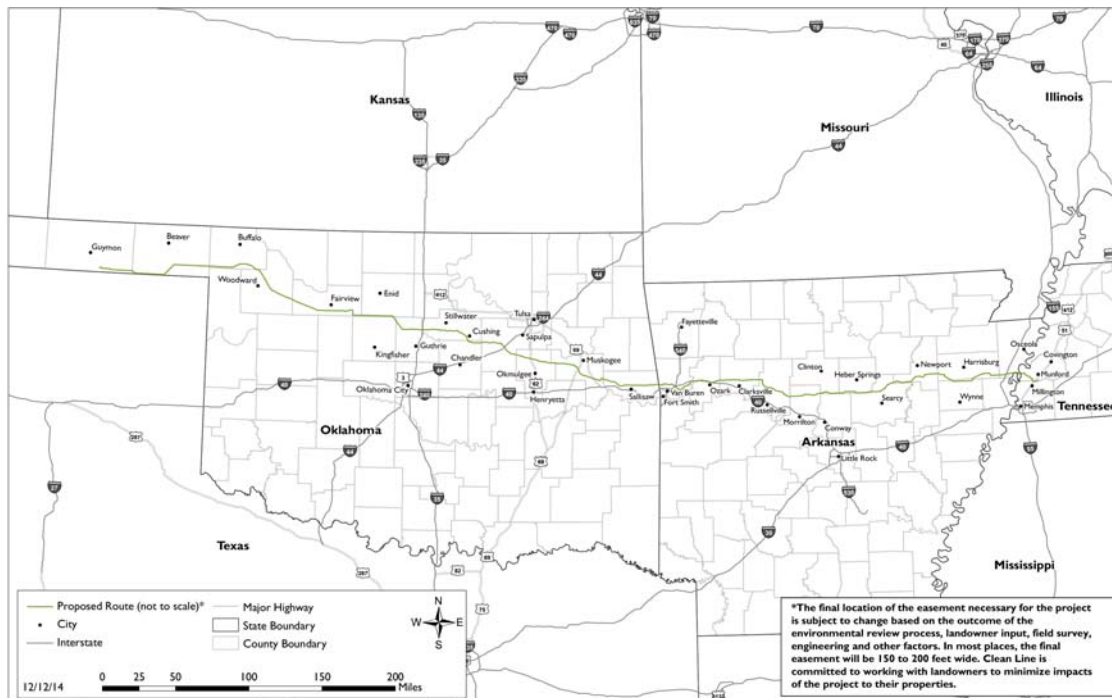 Kansas
Missouri
Illinois
Guymon
Beaver
Buffalo
Woodward
Fairview
Enid
Kingfisher
Guthrie
Stillwater
Cushing
Chandler
Tulsa
Sapulpa
Okmulgee
Muskogee
Henryetta
Oklahoma City
Oklahoma
Sallisaw
Van Buren
Fort Smith
Fayetteville
Ozark
Clarksville
Russellville
Morrilton
Conway
Clinton
Heber Springs
Searcy
Newport
Harrisburg
Wynne
Arkansas
Little Rock
Osceola
Covington
Munford
Millington
Memphis
Tennessee
Texas
Mississippi
Proposed Route (not to scale)*
City
Interstate
Major Highway
State Boundary
County Boundary
N
W E
S
12/12/14
0 50 100 150 200
Miles
*The final location of the easement necessary for the project
is subject to change based on the outcome of the
environmental review process, landowner input, field survey,
engineering and other factors. In most places, the final
easement will be 150 to 200 feet wide. Clean Line is
committed to working with landowners to minimize impacts
of the project to their properties.